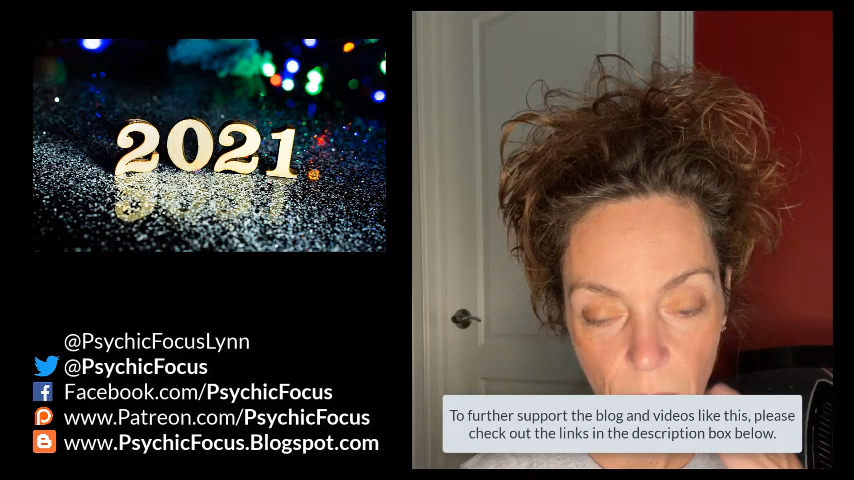 2021
@PsychicFocusLynn
@PsychicFocus
Facebook.com/PsychicFocus
www.Patreon.com/PsychicFocus
www.PsychicFocus.Blogspot.com
To further support the blog and videos like this, please
check out the links in the description box below.